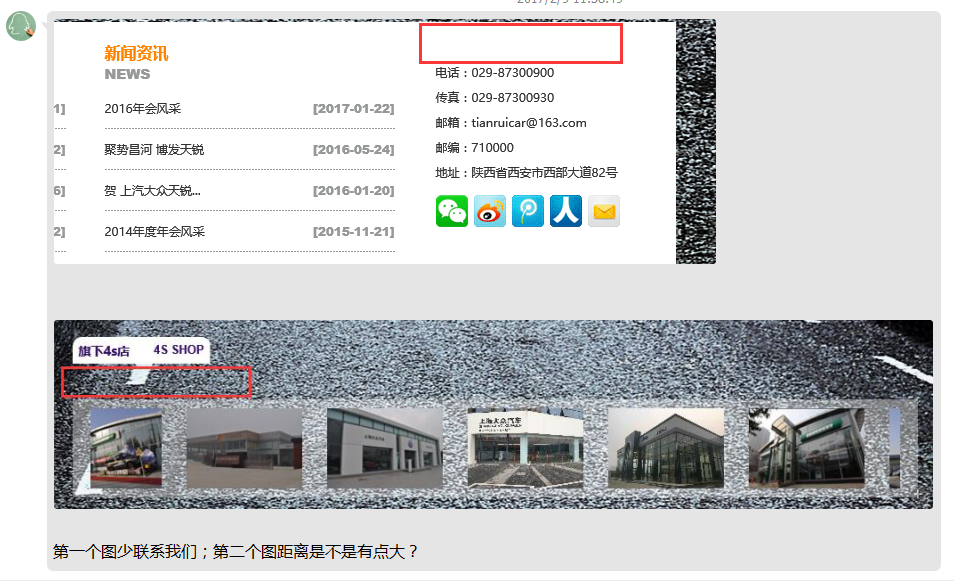 新闻资讯
NEWS
1]
2016年会风采 [2017-01-22]
2]
聚势昌河 博发天锐 [2016-05-24]
6]
贺 上汽大众天锐... [2016-01-20]
2]
2014年度年会风采 [2015-11-21]
电话：029-87300900
传真：029-87300930
邮箱：tianruicar@163.com
邮编：710000
地址：陕西省西安市西部大道82号
旗下4s店 4S SHOP
上海大众汽车
第一个图少联系我们；第二个图距离是不是有点大？